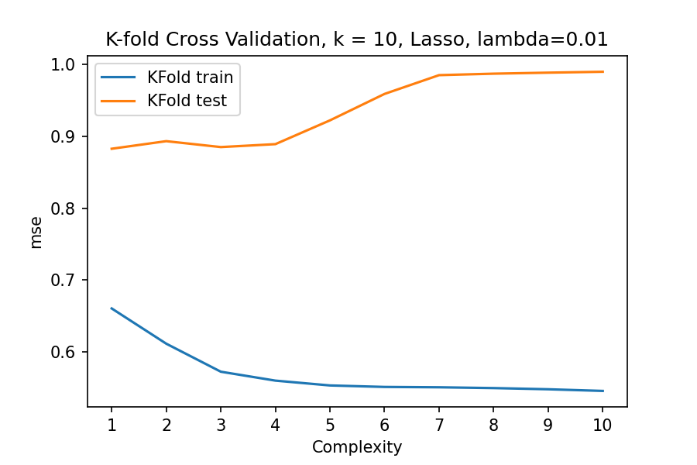 K-fold Cross Validation, k = 10, Lasso, lambda=0.01
KFold train
KFold test
1.0
0.9
0.8
0.7
0.6
mse
1 2 3 4 5 6 7 8 9 10
Complexity